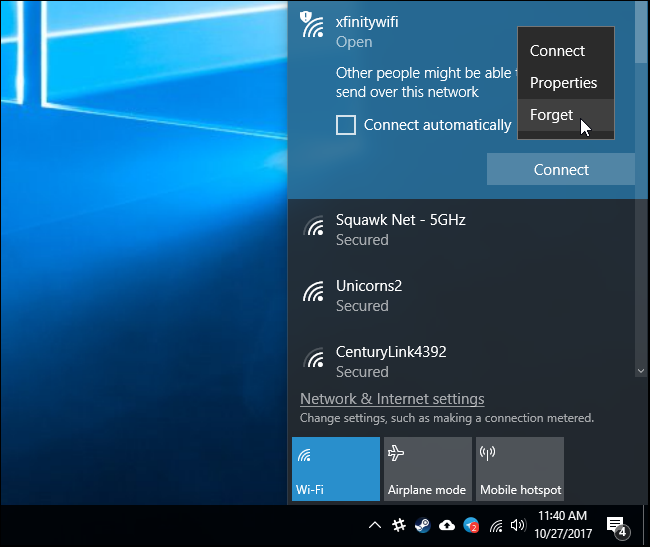 xfinitywifi
Open
Other people might be able t
send over this network
Connect automatically
Connect
Properties
Forget
Connect
Squawk Net - 5GHz
Secured
Unicorns2
Secured
CenturyLink4392
Secured
Network & Internet settings
Change settings, such as making a connection metered.
Wi-Fi
Airplane mode
Mobile hotspot
2
11:40 AM
10/27/2017
4